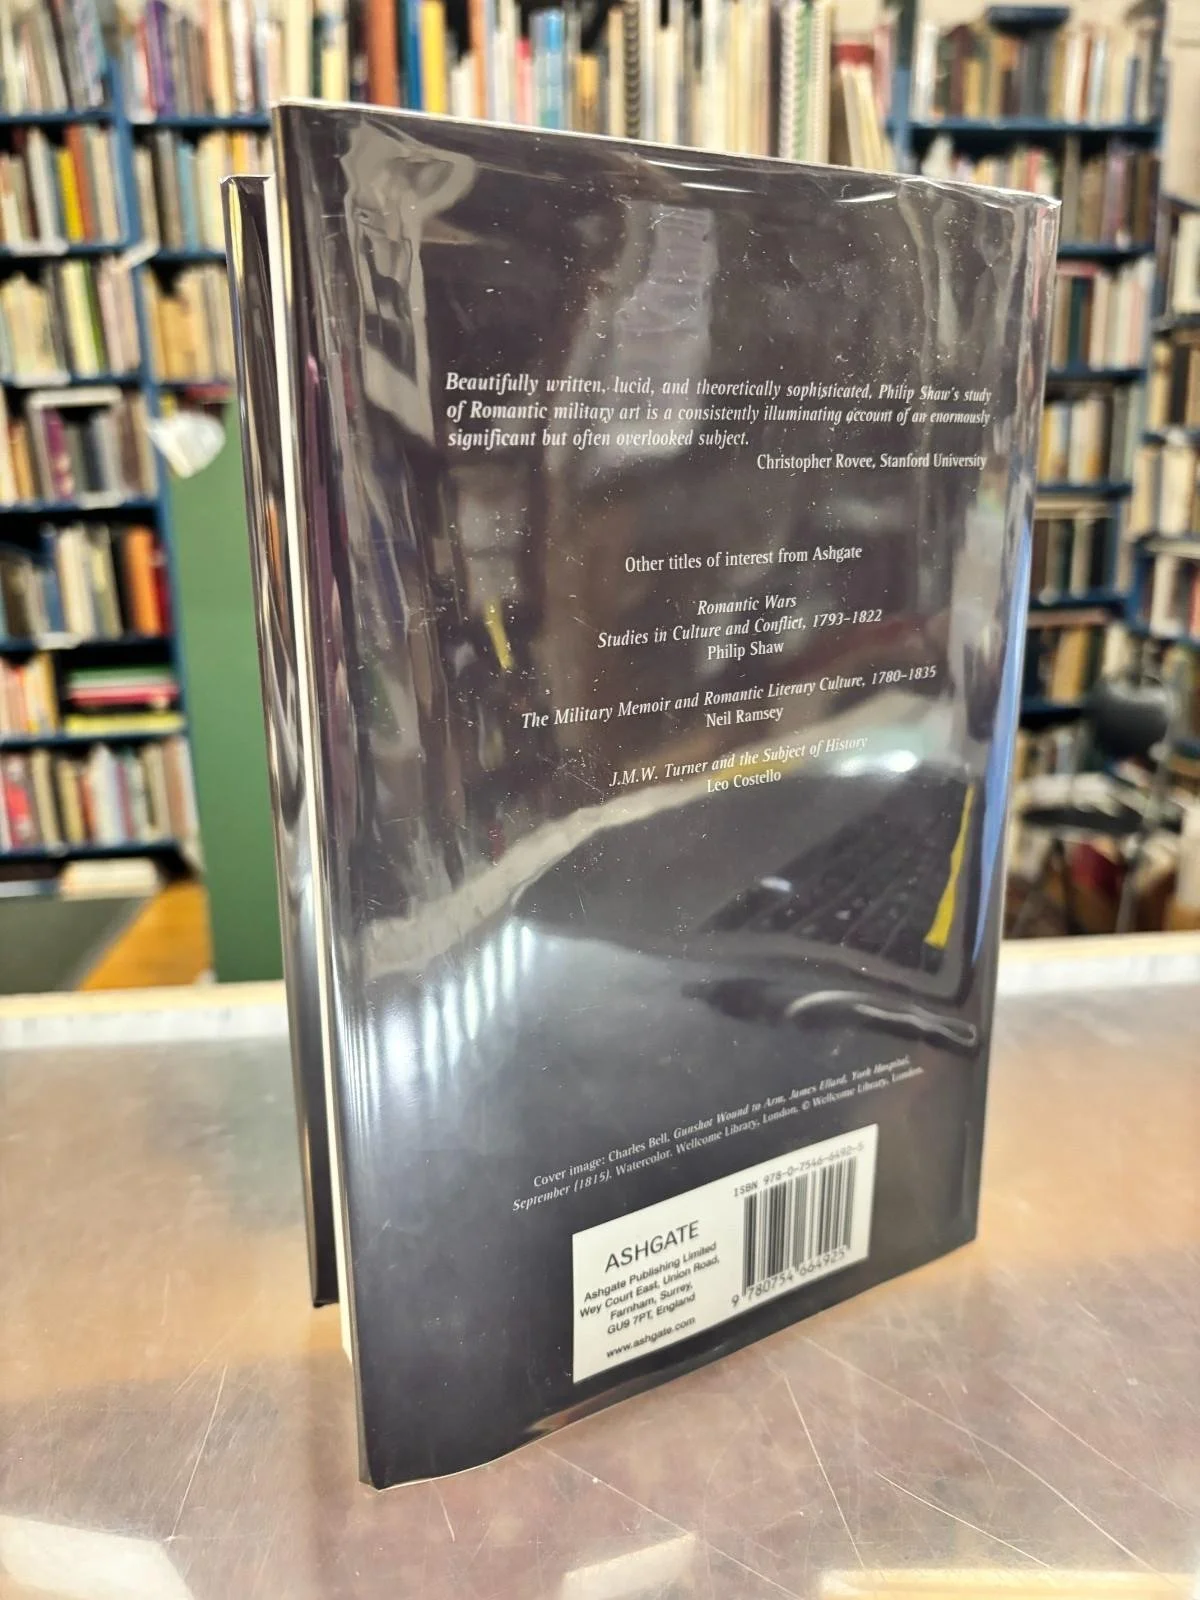 Beautifully written, lucid, and theoretically sophisticated, Philip Shaw's study
of Romantic military art is a consistently illuminating account of an enormously
significant but often overlooked subject.
Christopher Rovee, Stanford University
Other titles of interest from Ashgate
Romantic Wars
Studies in Culture and Conflict, 1793–1822
Philip Shaw
The Military Memoir and Romantic Literary Culture, 1780–1835
Neil Ramsey
J.M.W. Turner and the Subject of History
Leo Costello
Cover image: Charles Bell, Gunshot Wound to Arm, James Ellard, York Hospital,
September (1815). Watercolor. Wellcome Library, London. © Wellcome Library, London.
ASHGATE
Ashgate Publishing Limited
Wey Court East, Union Road,
Farnham, Surrey,
GU9 7PT, England
www.ashgate.com
ISBN 978-0-7546-6492-5
9 780754 664925